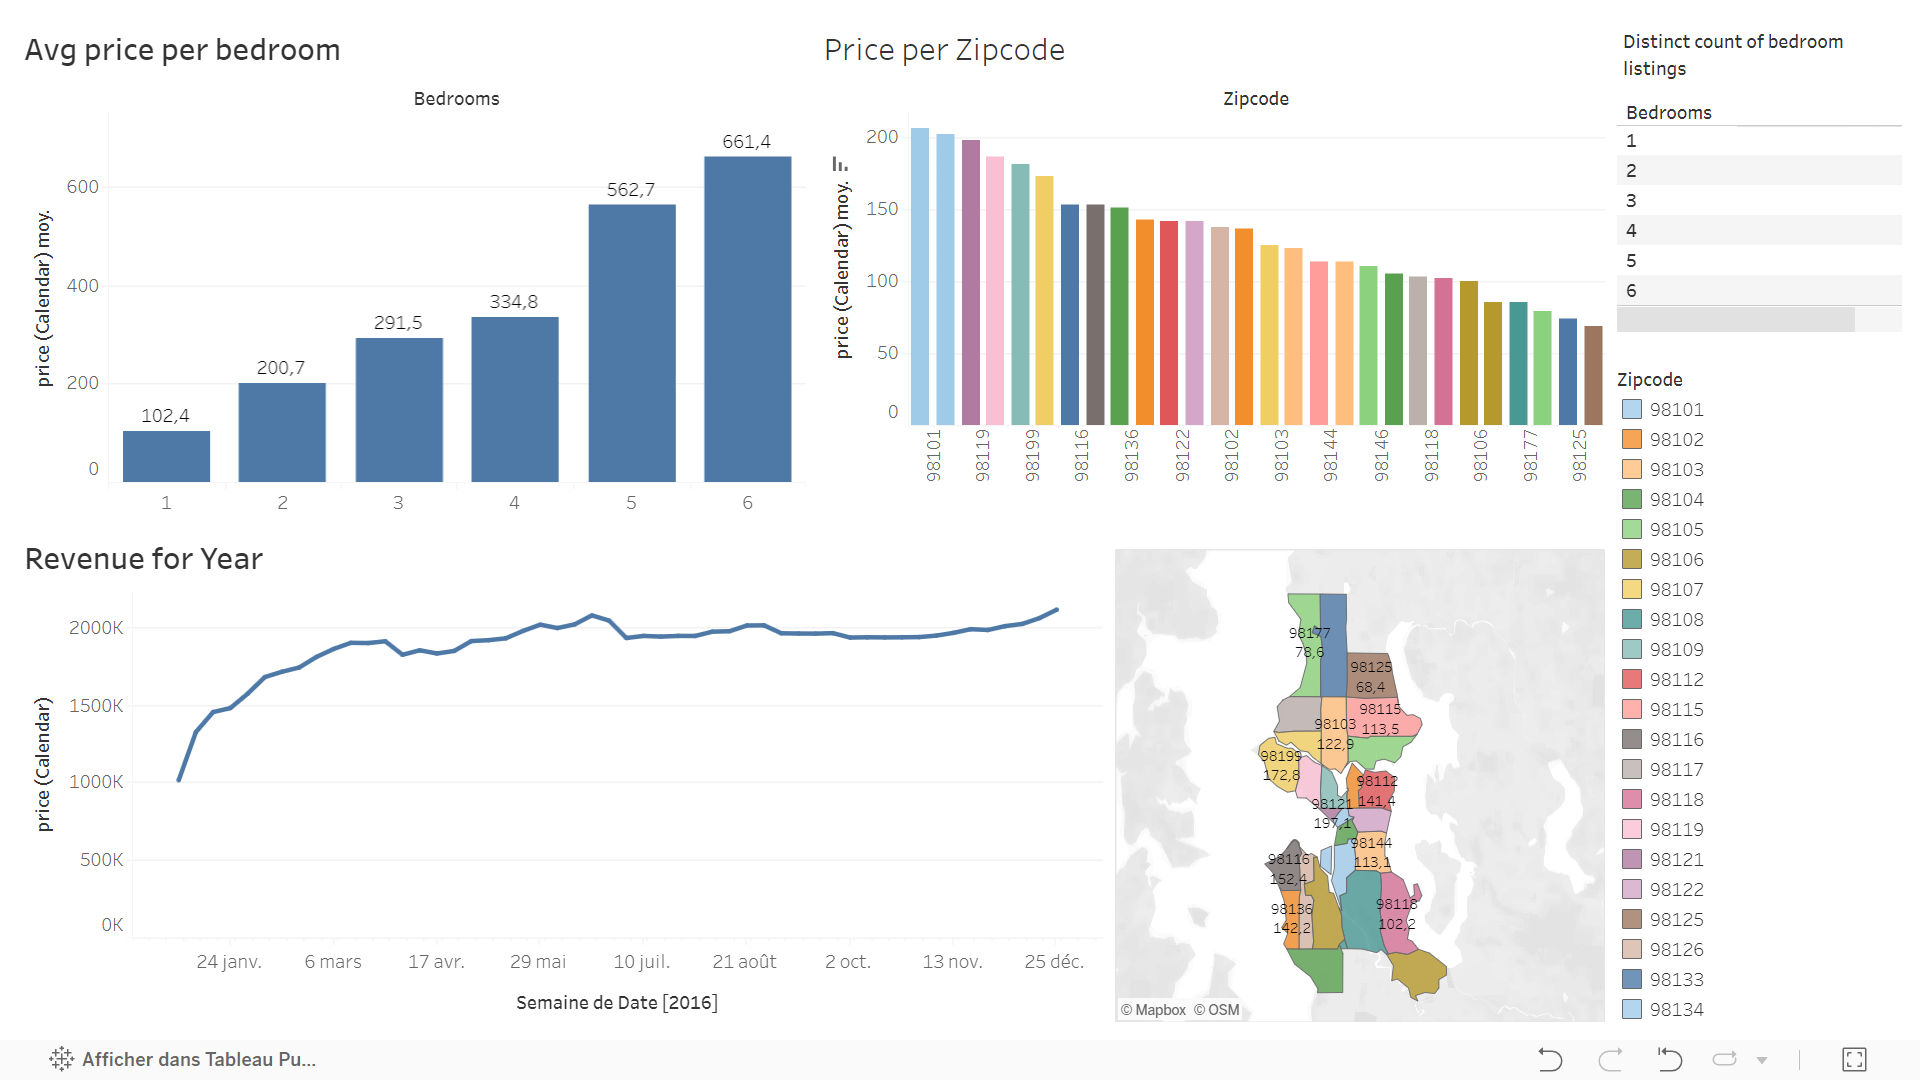 Avg price per bedroom
Bedrooms
price (Calendar) moy.
600
400
200
0
102,4
200,7
291,5
334,8
562,7
661,4
1
2
3
4
5
6
Price per Zipcode
Zipcode
price (Calendar) moy.
200
150
100
50
0
98101
98119
98199
98116
98136
98122
98102
98103
98144
98146
98118
98106
98177
98125
Distinct count of bedroom
listings
Bedrooms
1
2
3
4
5
6
Zipcode
98101
98102
98103
98104
98105
98106
98107
98108
98109
98112
98115
98116
98117
98118
98119
98121
98122
98125
98126
98133
98134
Revenue for Year
price (Calendar)
2000K
1500K
1000K
500K
0K
24 janv.
6 mars
17 avr.
29 mai
10 juil.
21 août
2 oct.
13 nov.
25 déc.
Semaine de Date [2016]
98177
78,6
98125
68,4
98115
113,5
98103
122,9
98199
172,8
98112
141,4
98121
197,1
98144
113,1
98116
152,4
98118
102,2
98136
142,2
© Mapbox © OSM
Afficher dans Tableau Pu...